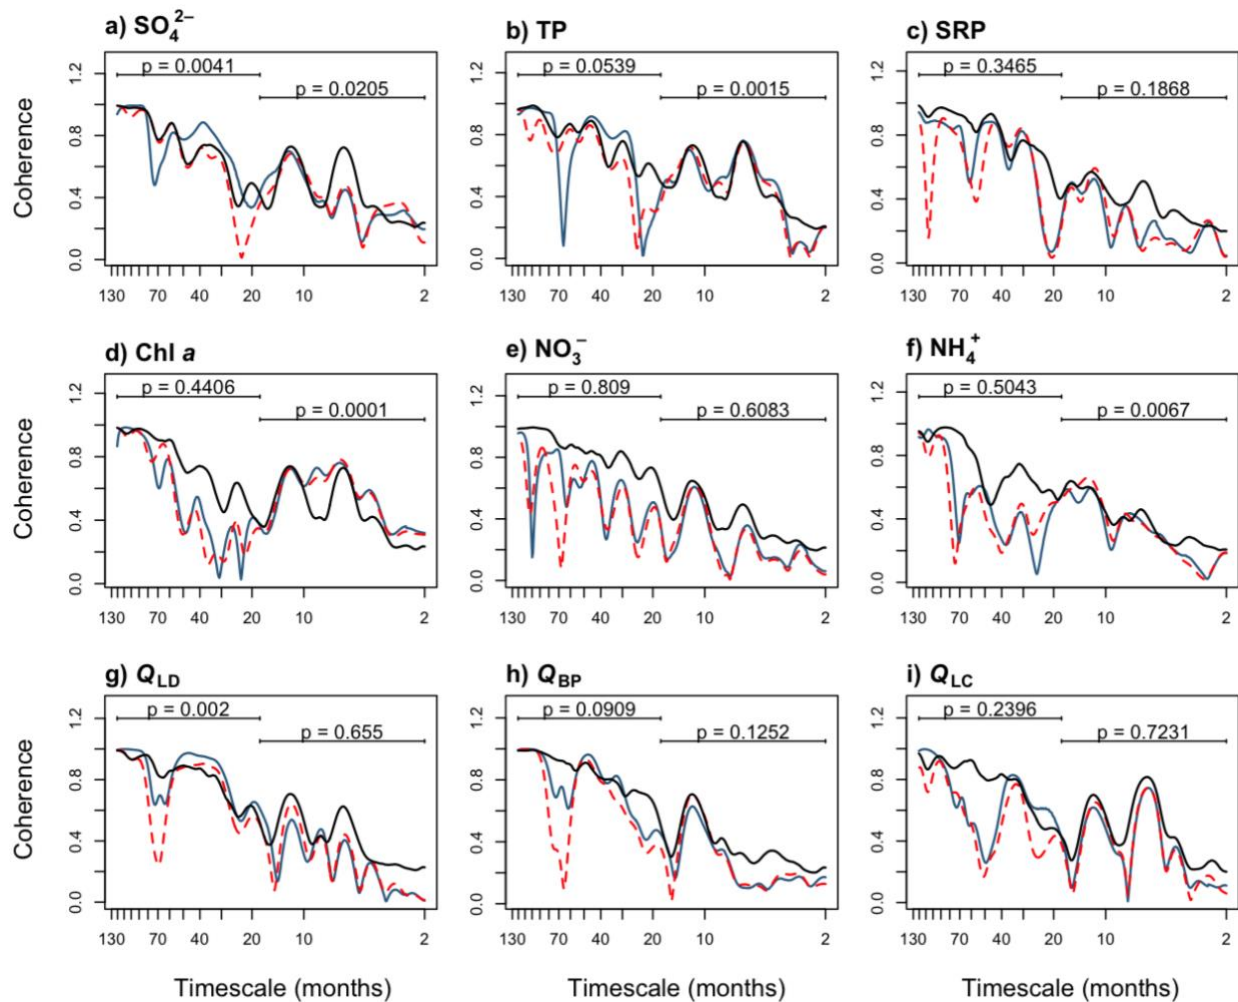 a) SO₄²⁻ b) TP c) SRP
p = 0.0041 p = 0.0539 p = 0.3465
p = 0.0205 p = 0.0015 p = 0.1868
Coherence
0.0 0.4 0.8 1.2 0.0 0.4 0.8 1.2 0.0 0.4 0.8 1.2
130 70 40 20 10 2 130 70 40 20 10 2 130 70 40 20 10 2
d) Chl a e) NO₃⁻ f) NH₄⁺
p = 0.4406 p = 0.809 p = 0.5043
p = 0.0001 p = 0.6083 p = 0.0067
Coherence
0.0 0.4 0.8 1.2 0.0 0.4 0.8 1.2 0.0 0.4 0.8 1.2
130 70 40 20 10 2 130 70 40 20 10 2 130 70 40 20 10 2
g) Q_LD h) Q_BP i) Q_LC
p = 0.002 p = 0.0909 p = 0.2396
p = 0.655 p = 0.1252 p = 0.7231
Coherence
0.0 0.4 0.8 1.2 0.0 0.4 0.8 1.2 0.0 0.4 0.8 1.2
130 70 40 20 10 2 130 70 40 20 10 2 130 70 40 20 10 2
Timescale (months) Timescale (months) Timescale (months)